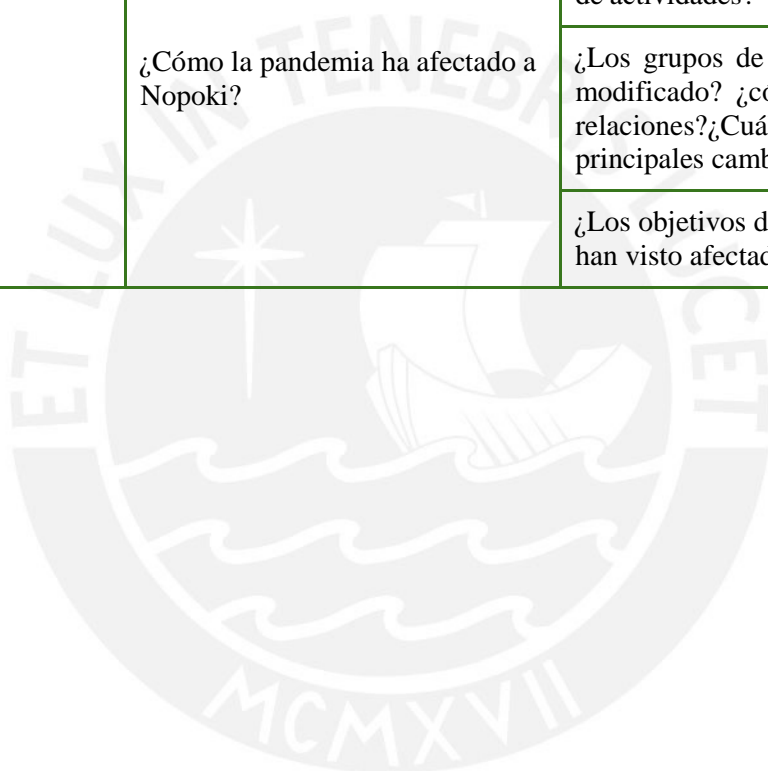 de actividades?
¿Cómo la pandemia ha afectado a
Nopoki?
¿Los grupos de
modificado? ¿có
relaciones?¿Cuá
principales camb
¿Los objetivos d
han visto afectad
ET LUX IN TENEBRIS LUCET
MCMXVII